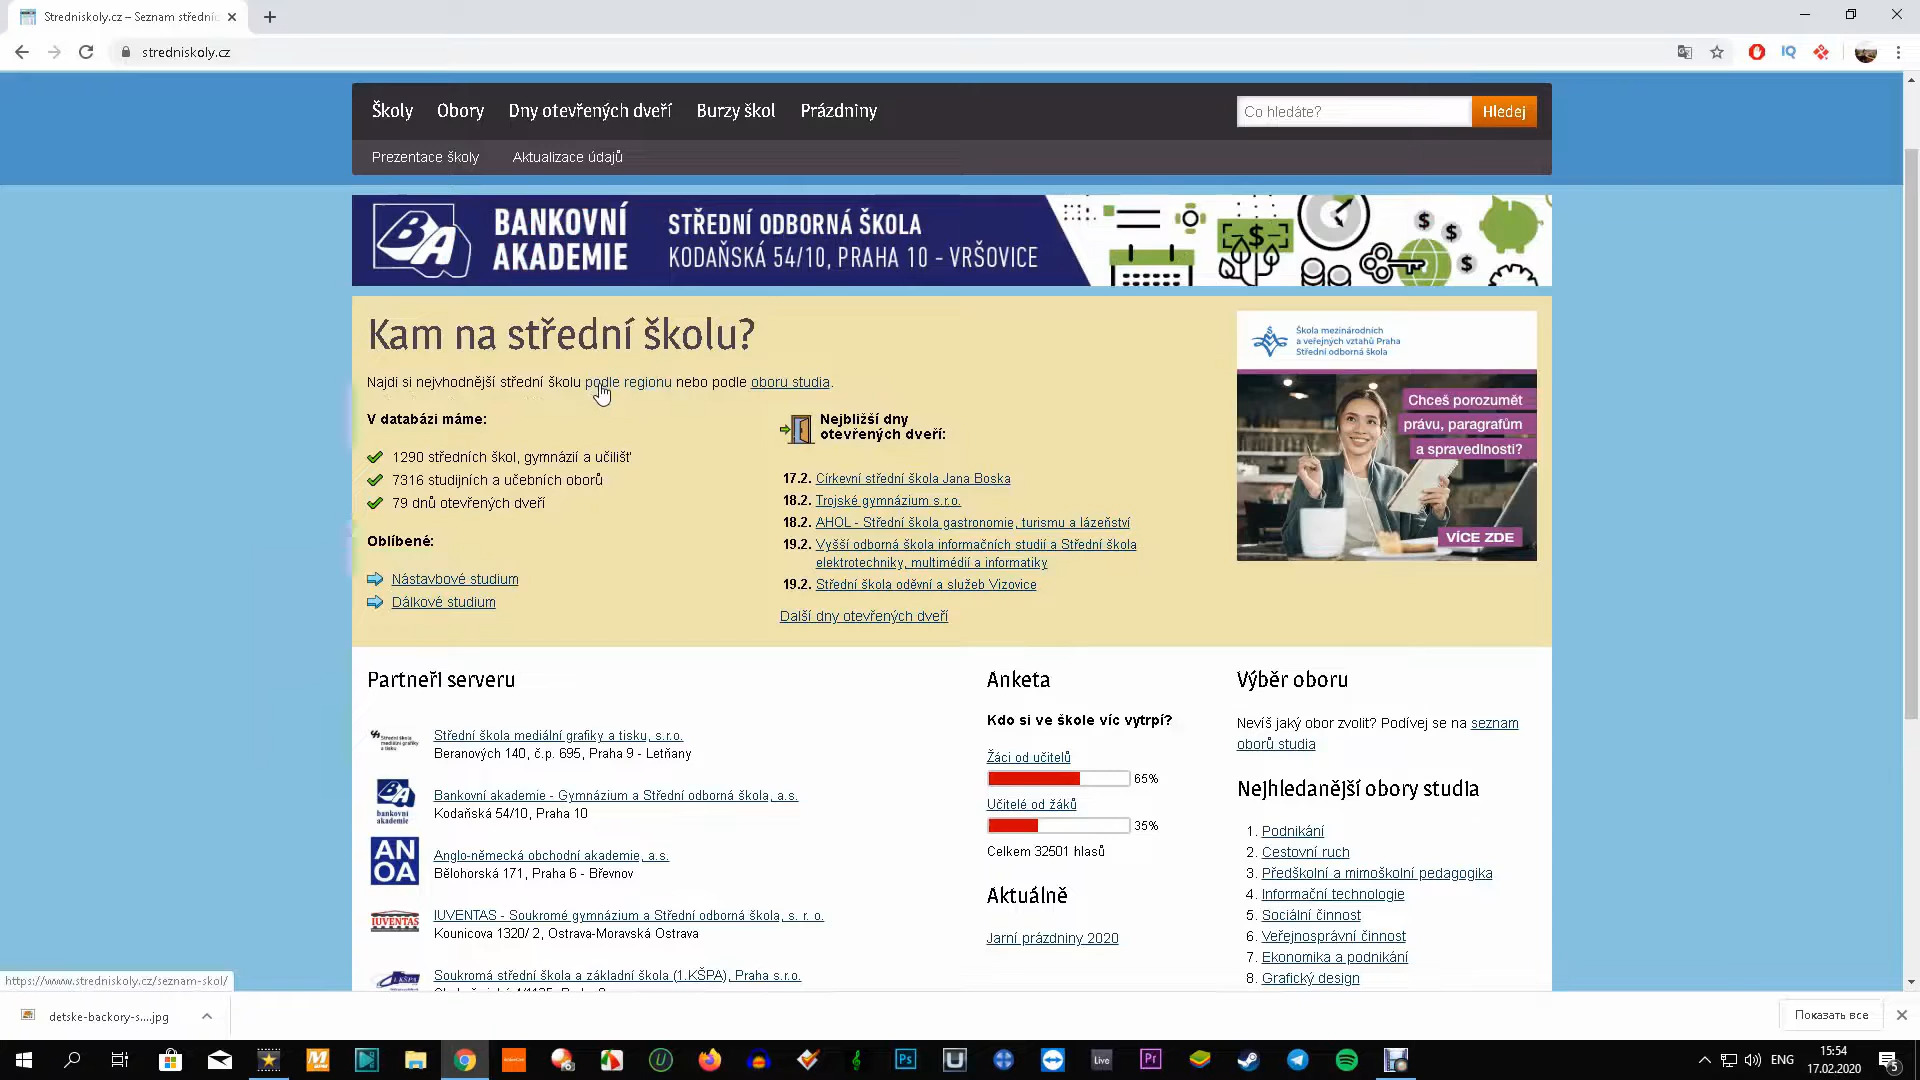 Stredniskoly.cz – Seznam střední
stredniskoly.cz
Školy Obory Dny otevřených dveří Burzy škol Prázdniny
Co hledáte? Hledej
Prezentace školy Aktualizace údajů
BANKOVNÍ AKADEMIE
STŘEDNÍ ODBORNÁ ŠKOLA
KODAŇSKÁ 54/10, PRAHA 10 - VRŠOVICE
Kam na střední školu?
Najdi si nejvhodnější střední školu podle regionu nebo podle oboru studia.
V databázi máme:
1290 středních škol, gymnázií a učilišť
7316 studijních a učebních oborů
79 dnů otevřených dveří
Oblíbené:
Nástavbové studium
Dálkové studium
Nejbližší dny
otevřených dveří:
17.2. Církevní střední škola Jana Boska
18.2. Trojské gymnázium s.r.o.
18.2. AHOL - Střední škola gastronomie, turismu a lázeňství
19.2. Vyšší odborná škola informačních studií a Střední škola
elektrotechniky, multimédií a informatiky
19.2. Střední škola oděvní a služeb Vizovice
Další dny otevřených dveří
Škola mezinárodních
a veřejných vztahů Praha
Střední odborná škola
Chceš porozumět
právu, paragrafům
a spravedlnosti?
VÍCE ZDE
Partneři serveru
Střední škola mediální grafiky a tisku, s.r.o.
Beranových 140, č.p. 695, Praha 9 - Letňany
bankovní
akademie
Bankovní akademie - Gymnázium a Střední odborná škola, a.s.
Kodaňská 54/10, Praha 10
AN
OA
Anglo-německá obchodní akademie, a.s.
Bělohorská 171, Praha 6 - Břevnov
IUVENTAS
IUVENTAS - Soukromé gymnázium a Střední odborná škola, s. r. o.
Kounicova 1320/ 2, Ostrava-Moravská Ostrava
Soukromá střední škola a základní škola (1.KŠPA), Praha s.r.o.
Anketa
Kdo si ve škole víc vytrpí?
Žáci od učitelů
65%
Učitelé od žáků
35%
Celkem 32501 hlasů
Aktuálně
Jarní prázdniny 2020
Výběr oboru
Nevíš jaký obor zvolit? Podívej se na seznam
oborů studia
Nejhledanější obory studia
1. Podnikání
2. Cestovní ruch
3. Předškolní a mimoškolní pedagogika
4. Informační technologie
5. Sociální činnost
6. Veřejnosprávní činnost
7. Ekonomika a podnikání
8. Grafický design
https://www.stredniskoly.cz/seznam-skol/
detske-backory-s....jpg
Показать все
ENG
15:54
17.02.2020
5